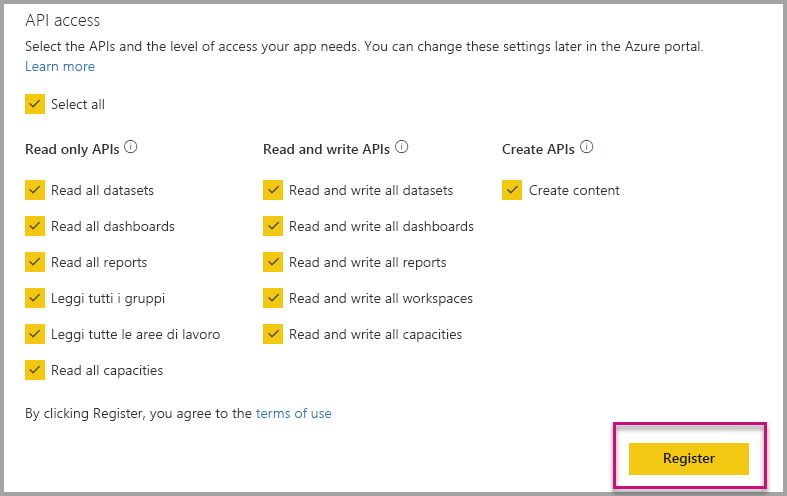 API access
Select the APIs and the level of access your app needs. You can change these settings later in the Azure portal.
Learn more
Select all
Read only APIs
Read all datasets
Read all dashboards
Read all reports
Leggi tutti i gruppi
Leggi tutte le aree di lavoro
Read all capacities
Read and write APIs
Read and write all datasets
Read and write all dashboards
Read and write all reports
Read and write all workspaces
Read and write all capacities
Create APIs
Create content
By clicking Register, you agree to the terms of use
Register